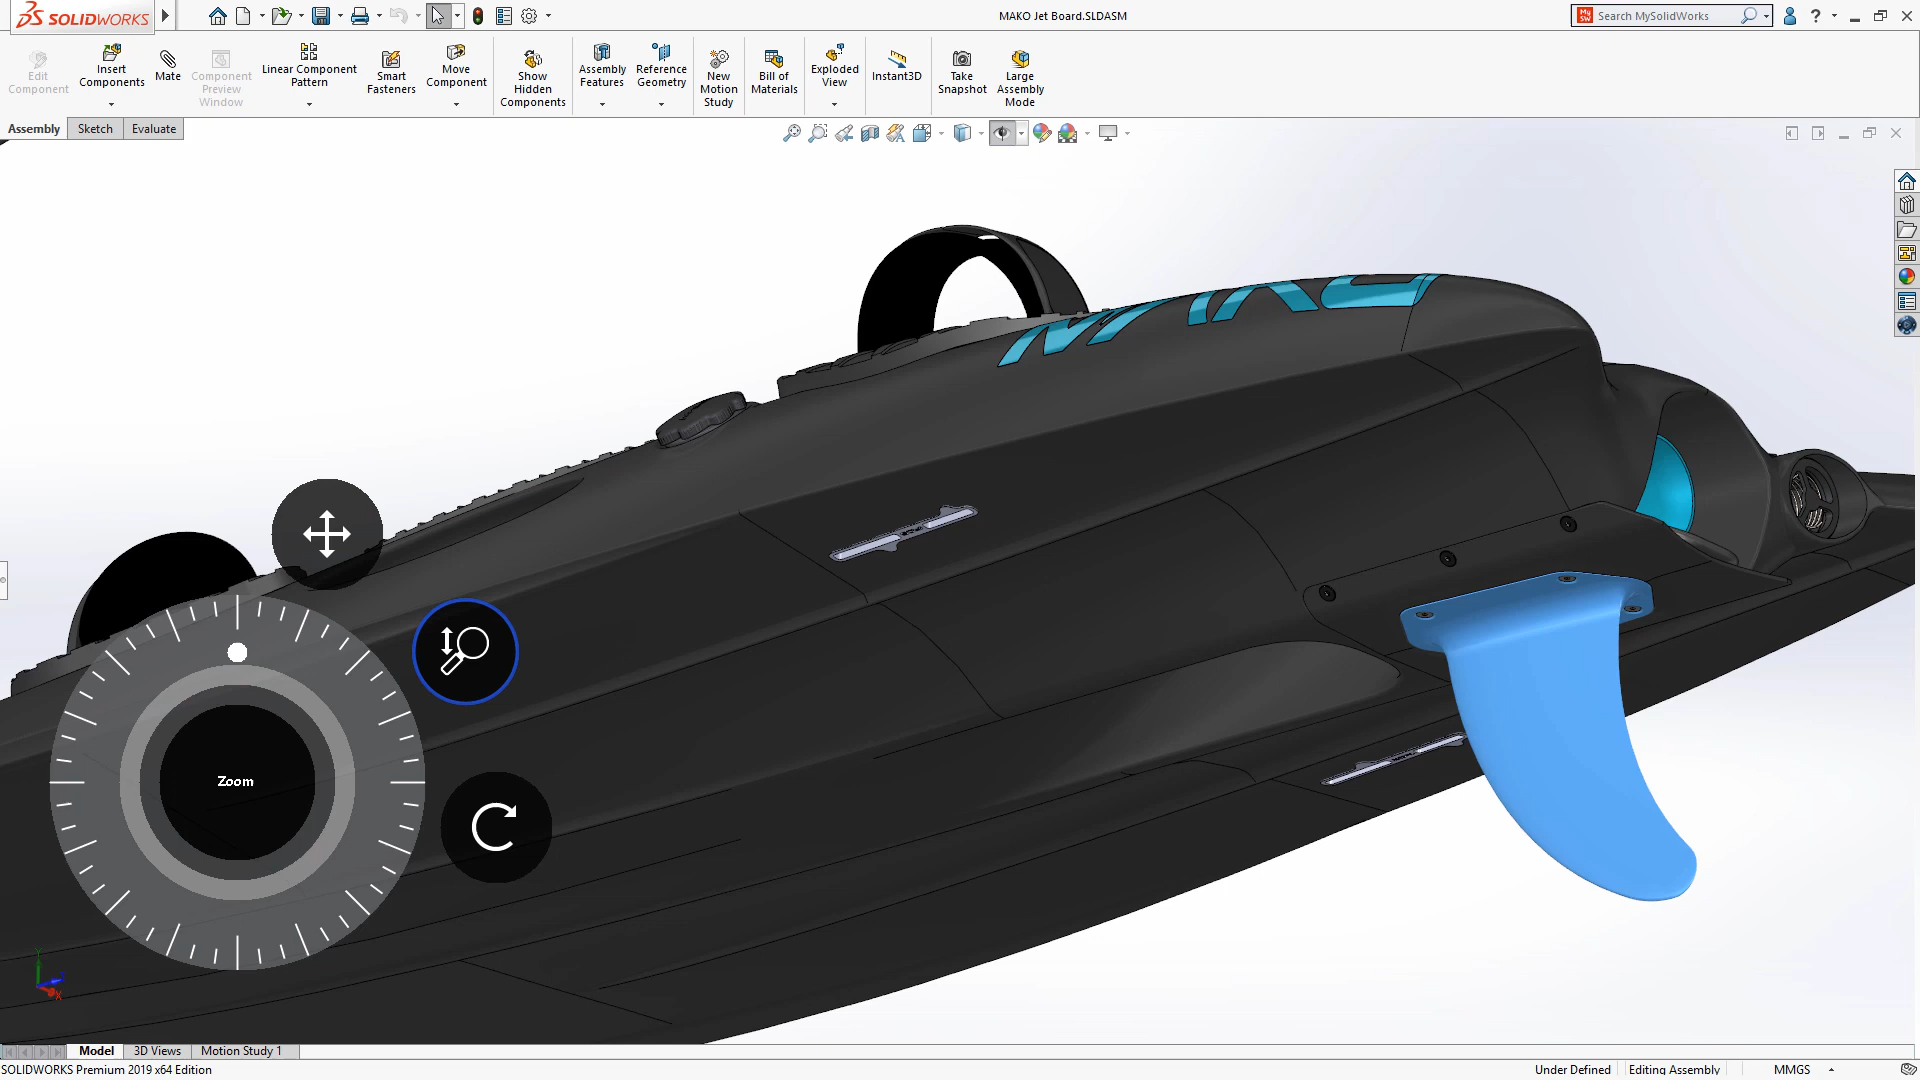 SOLIDWORKS
MAKO Jet Board.SLDASM
Search MySolidWorks
Edit
Component
Insert
Components
Mate
Component
Preview
Window
Linear Component
Pattern
Smart
Fasteners
Move
Component
Show
Hidden
Components
Assembly
Features
Reference
Geometry
New
Motion
Study
Bill of
Materials
Exploded
View
Instant3D
Take
Snapshot
Large
Assembly
Mode
Assembly
Sketch
Evaluate
Zoom
Y
X
Model
3D Views
Motion Study 1
SOLIDWORKS Premium 2019 x64 Edition
Under Defined
Editing Assembly
MMGS